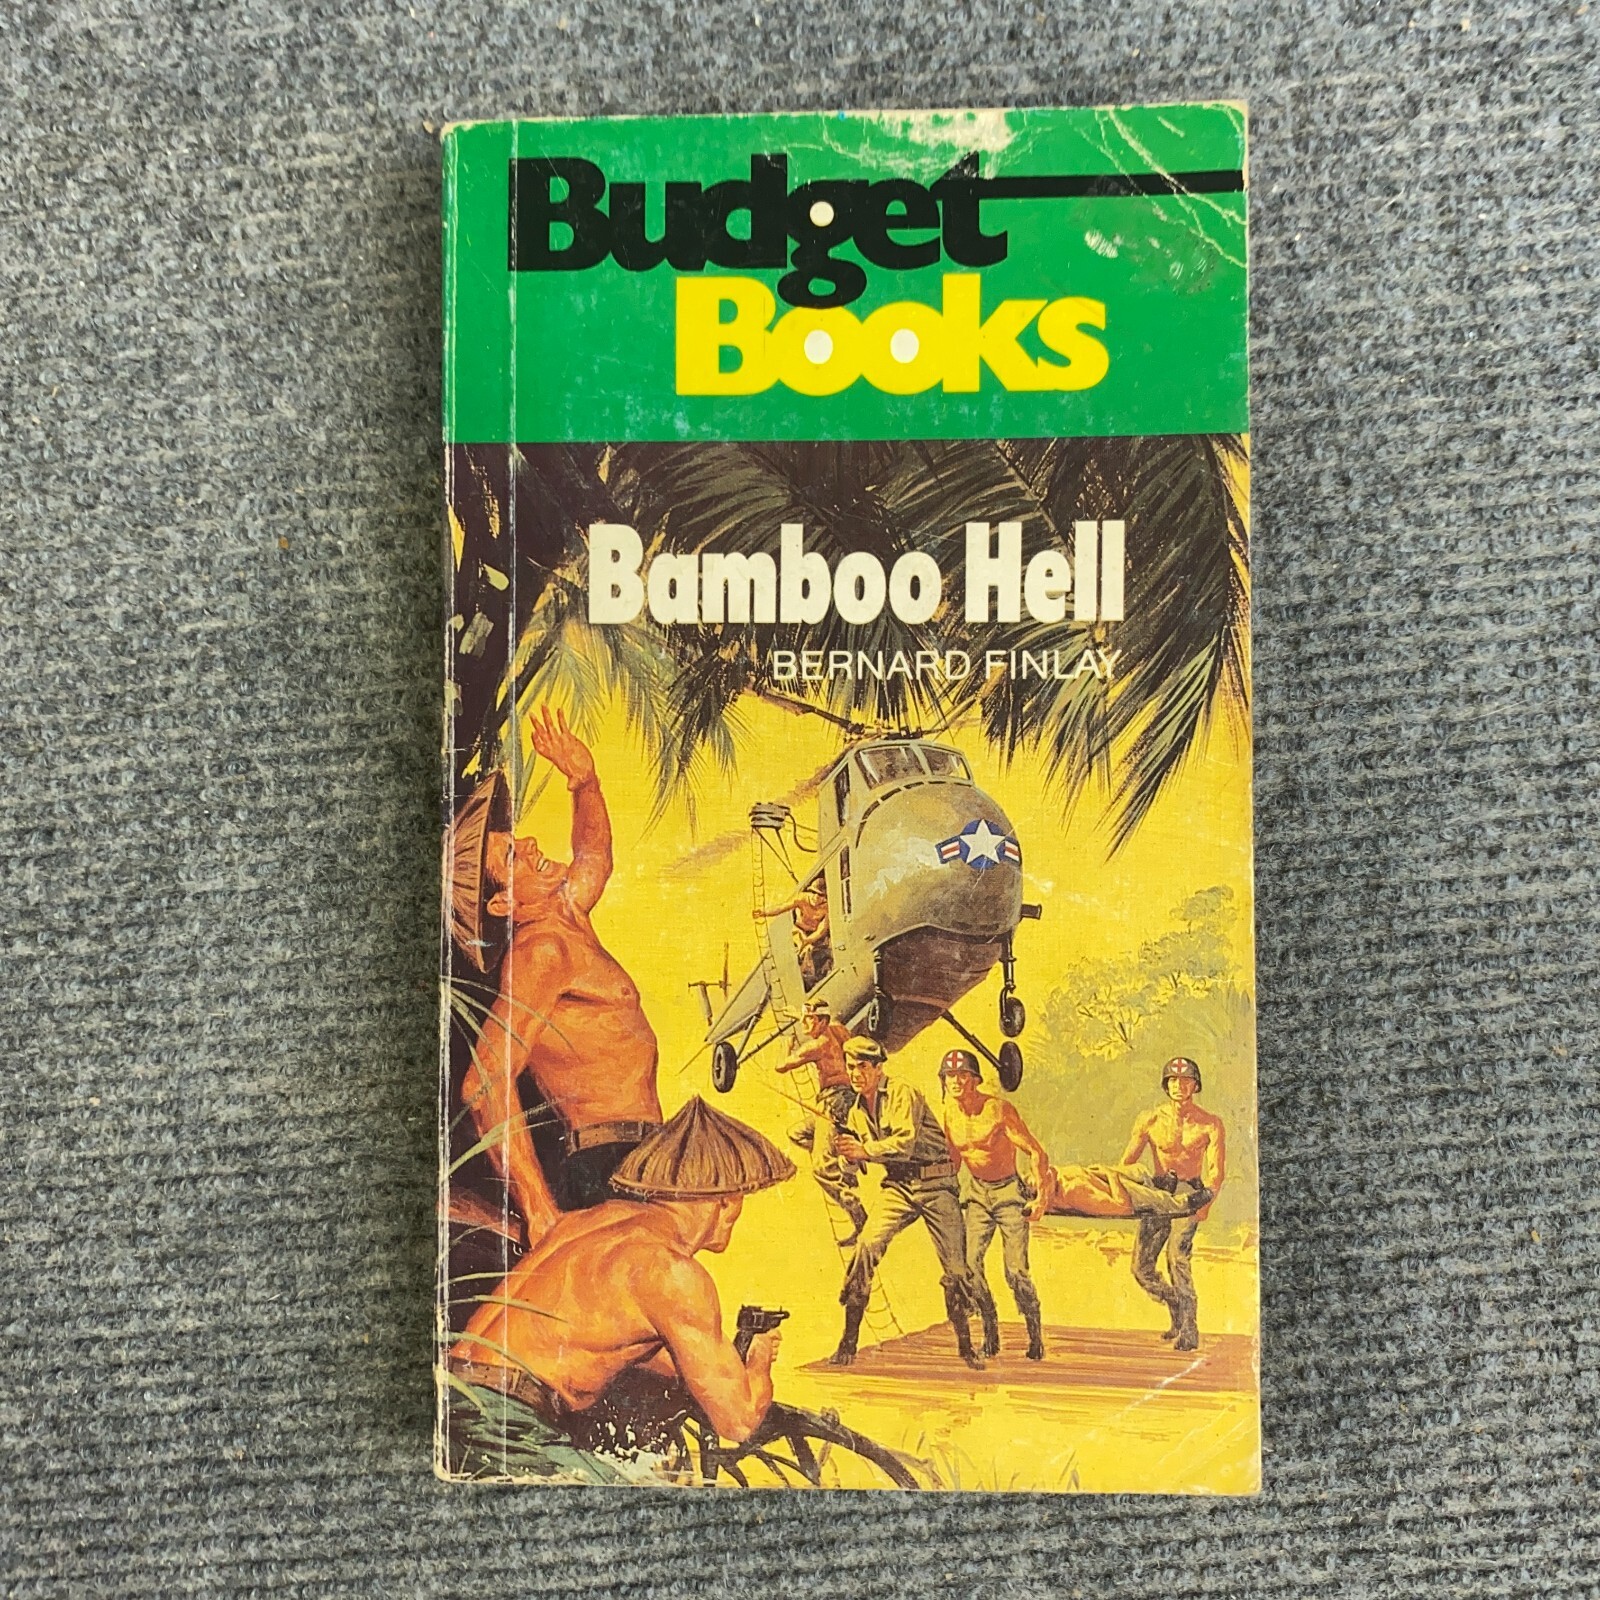 Budget
Books
Bamboo Hell
BERNARD FINLAY